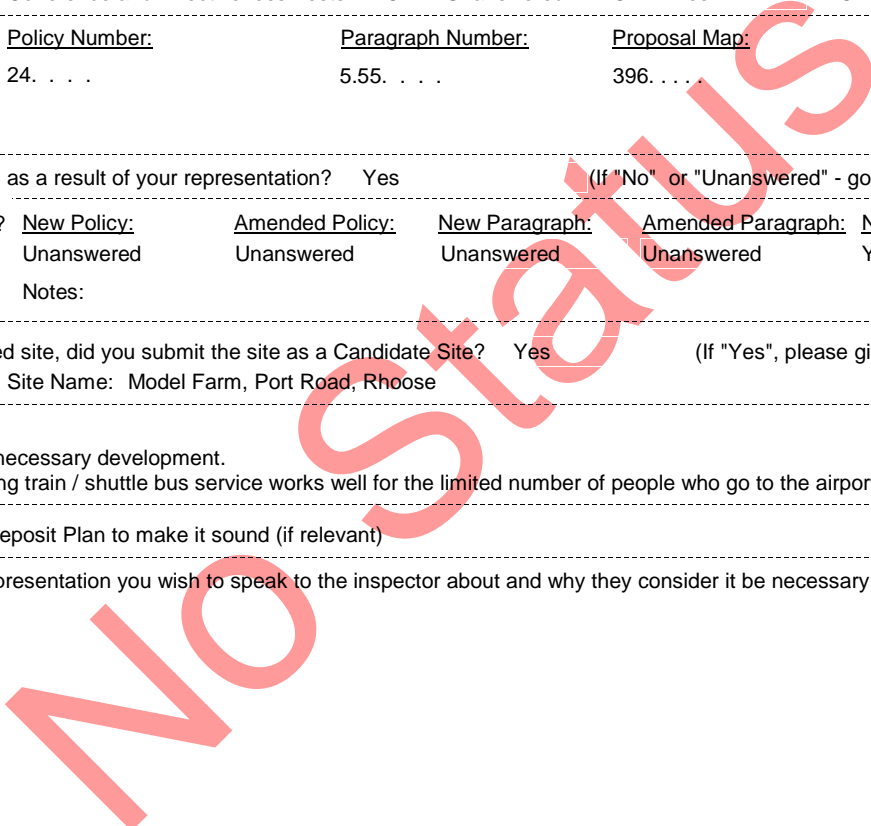 Policy Number: Paragraph Number: Proposal Map:
24. . . . 5.55. . . . 396. . . . .
as a result of your representation? Yes (If "No" or "Unanswered" - go
? New Policy: Amended Policy: New Paragraph: Amended Paragraph: N
Unanswered Unanswered Unanswered Unanswered Y
Notes:
ed site, did you submit the site as a Candidate Site? Yes (If "Yes", please gi
Site Name: Model Farm, Port Road, Rhoose
necessary development.
ng train / shuttle bus service works well for the limited number of people who go to the airpor
eposit Plan to make it sound (if relevant)
presentation you wish to speak to the inspector about and why they consider it be necessary
No Status